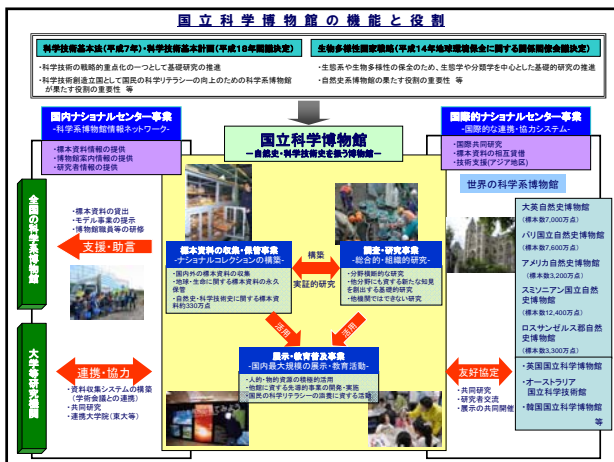 国立科学博物館の機能と役割
科学技術基本法(平成7年)・科学技術基本計画(平成18年閣議決定)
・科学技術の戦略的重点化の一つとして基礎研究の推進
・科学技術創造立国として国民の科学リテラシーの向上のための科学系博物館
が果たす役割の重要性 等
生物多様性国家戦略(平成14年地球環境保全に関する関係閣僚会議決定)
・生態系や生物多様性の保全のため、生態学や分類学を中心とした基礎的研究の推進
・自然史系博物館の果たす役割の重要性 等
国内ナショナルセンター事業
-科学系博物館情報ネットワーク-
・標本資料情報の提供
・博物館案内情報の提供
・研究者情報の提供
国立科学博物館
ー自然史・科学技術史を扱う博物館ー
国際的ナショナルセンター事業
-国際的な連携・協力システム-
・国際共同研究
・標本資料の相互貸借
・技術支援(アジア地区)
全国の科学系博物館
・標本資料の貸出
・モデル事業の提示
・博物館職員等の研修
支援・助言
標本資料の収集・保管事業
-ナショナルコレクションの構築-
・国内外の標本資料の収集
・地球・生命に関する標本資料の永久
保管
・自然史・科学技術史に関する標本資
料約330万点
構築
実証的研究
調査・研究事業
-総合的・組織的研究-
・分野横断的な研究
・他分野にも資する新たな知見
を創出する基礎的研究
・他機関ではできない研究
活用
活用
展示・教育普及事業
-国内最大規模の展示・教育活動-
・人的・物的資源の積極的活用
・他館に資する先導的事業の開発・実施
・国民の科学リテラシーの涵養に資する活動
大学等研究機関
連携・協力
・資料収集システムの構築
(学術会議との連携)
・共同研究
・連携大学院(東大等)
世界の科学系博物館
大英自然史博物館
(標本数7,000万点)
パリ国立自然史博物館
(標本数7,600万点)
アメリカ自然史博物館
(標本数3,200万点)
スミソニアン国立自然
史博物館
(標本数12,400万点)
ロスサンゼルス郡自然
史博物館
(標本数3,300万点)
・英国国立科学博物館
・オーストラリア
国立科学技術館
・韓国国立科学博物館
等
友好協定
・共同研究
・研究者交流
・展示の共同開催